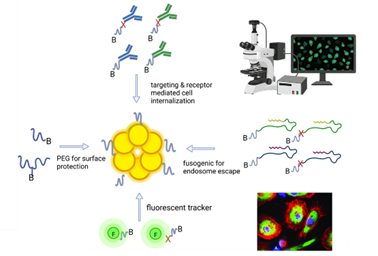 B
B
B
B
targeting & receptor
mediated cell
internalization
B
B
PEG for surface
protection
B
B
fusogenic for
endosome escape
B
B
fluorescent tracker
F
B
F
B